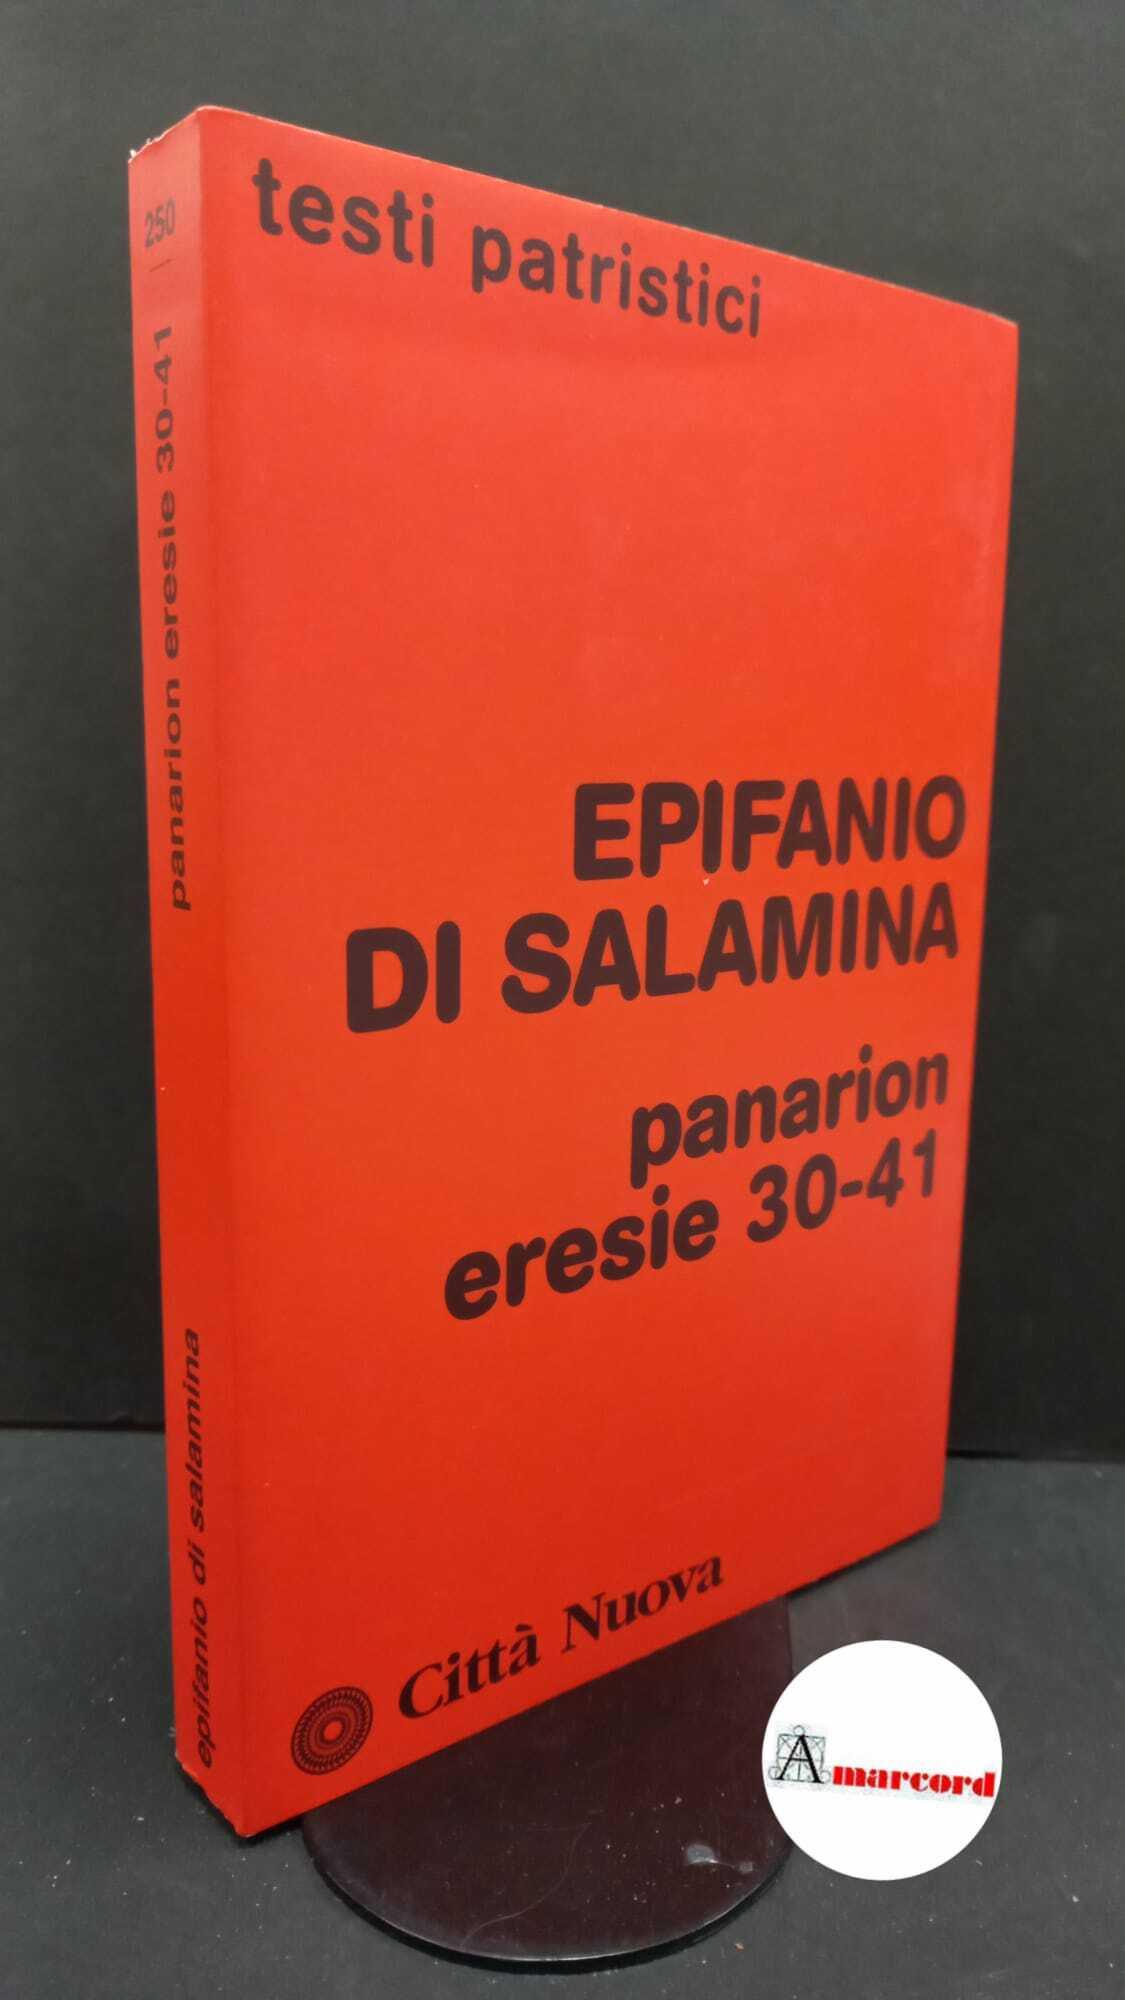 testi patristici
EPIFANIO
DI SALAMINA
panarion
eresie 30-41
Città Nuova
250
panarion eresie 30-41
epifanio di salamina
Amarcord